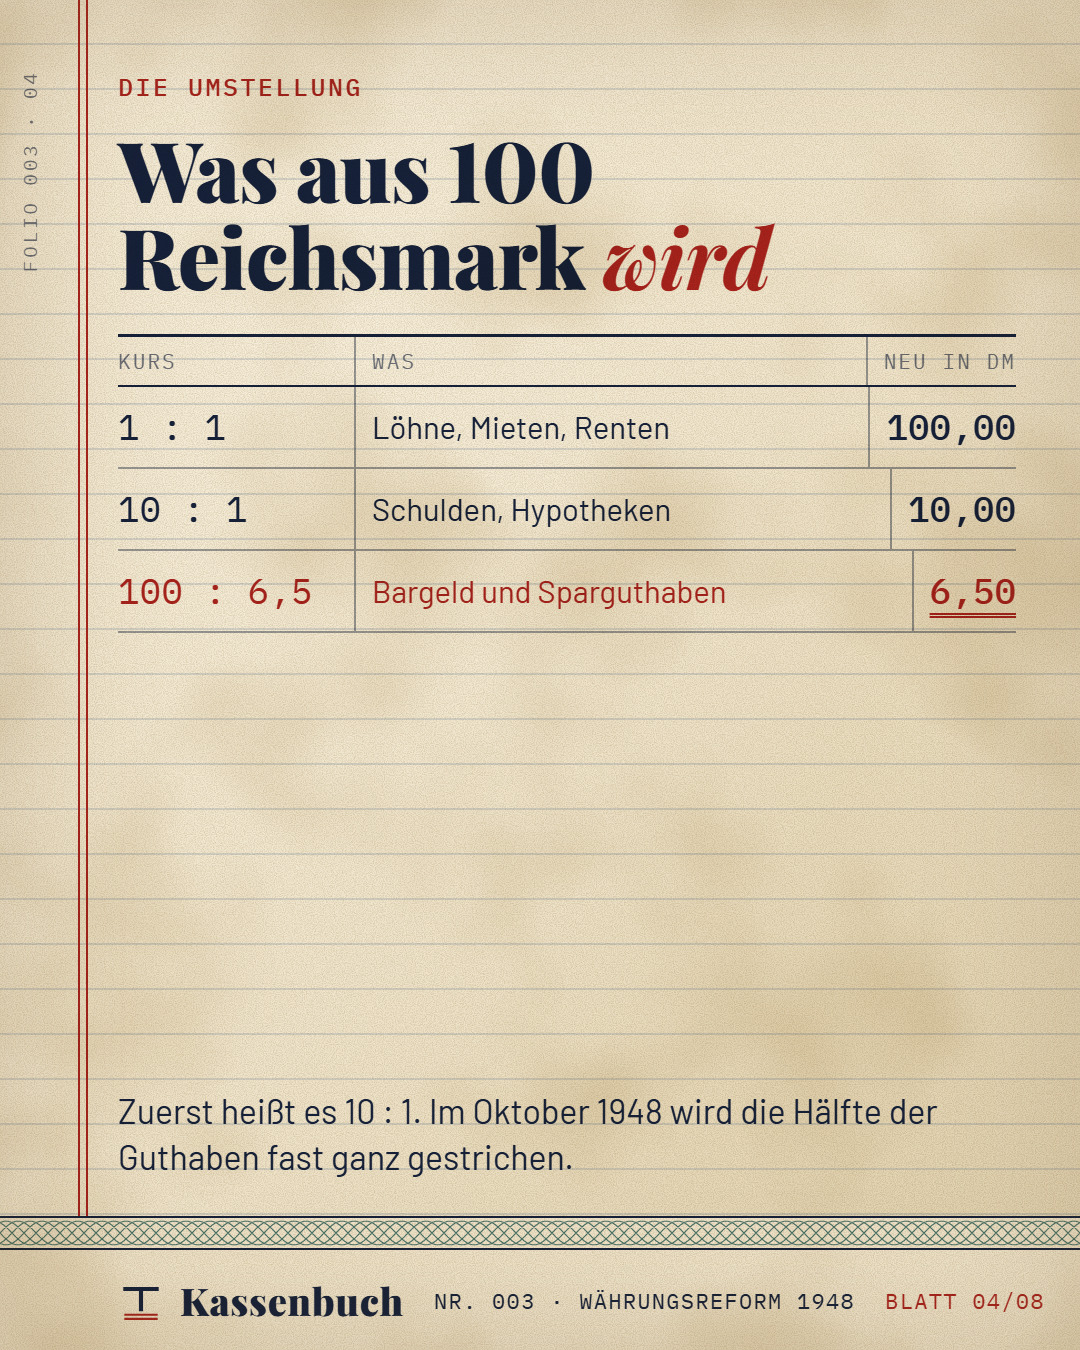 FOLIO 003 · 04
DIE UMSTELLUNG
Was aus 100
Reichsmark wird
KURS WAS NEU IN DM
1 : 1 Löhne, Mieten, Renten 100,00
10 : 1 Schulden, Hypotheken 10,00
100 : 6,5 Bargeld und Sparguthaben 6,50
Zuerst heißt es 10 : 1. Im Oktober 1948 wird die Hälfte der
Guthaben fast ganz gestrichen.
Kassenbuch NR. 003 · WÄHRUNGSREFORM 1948 BLATT 04/08